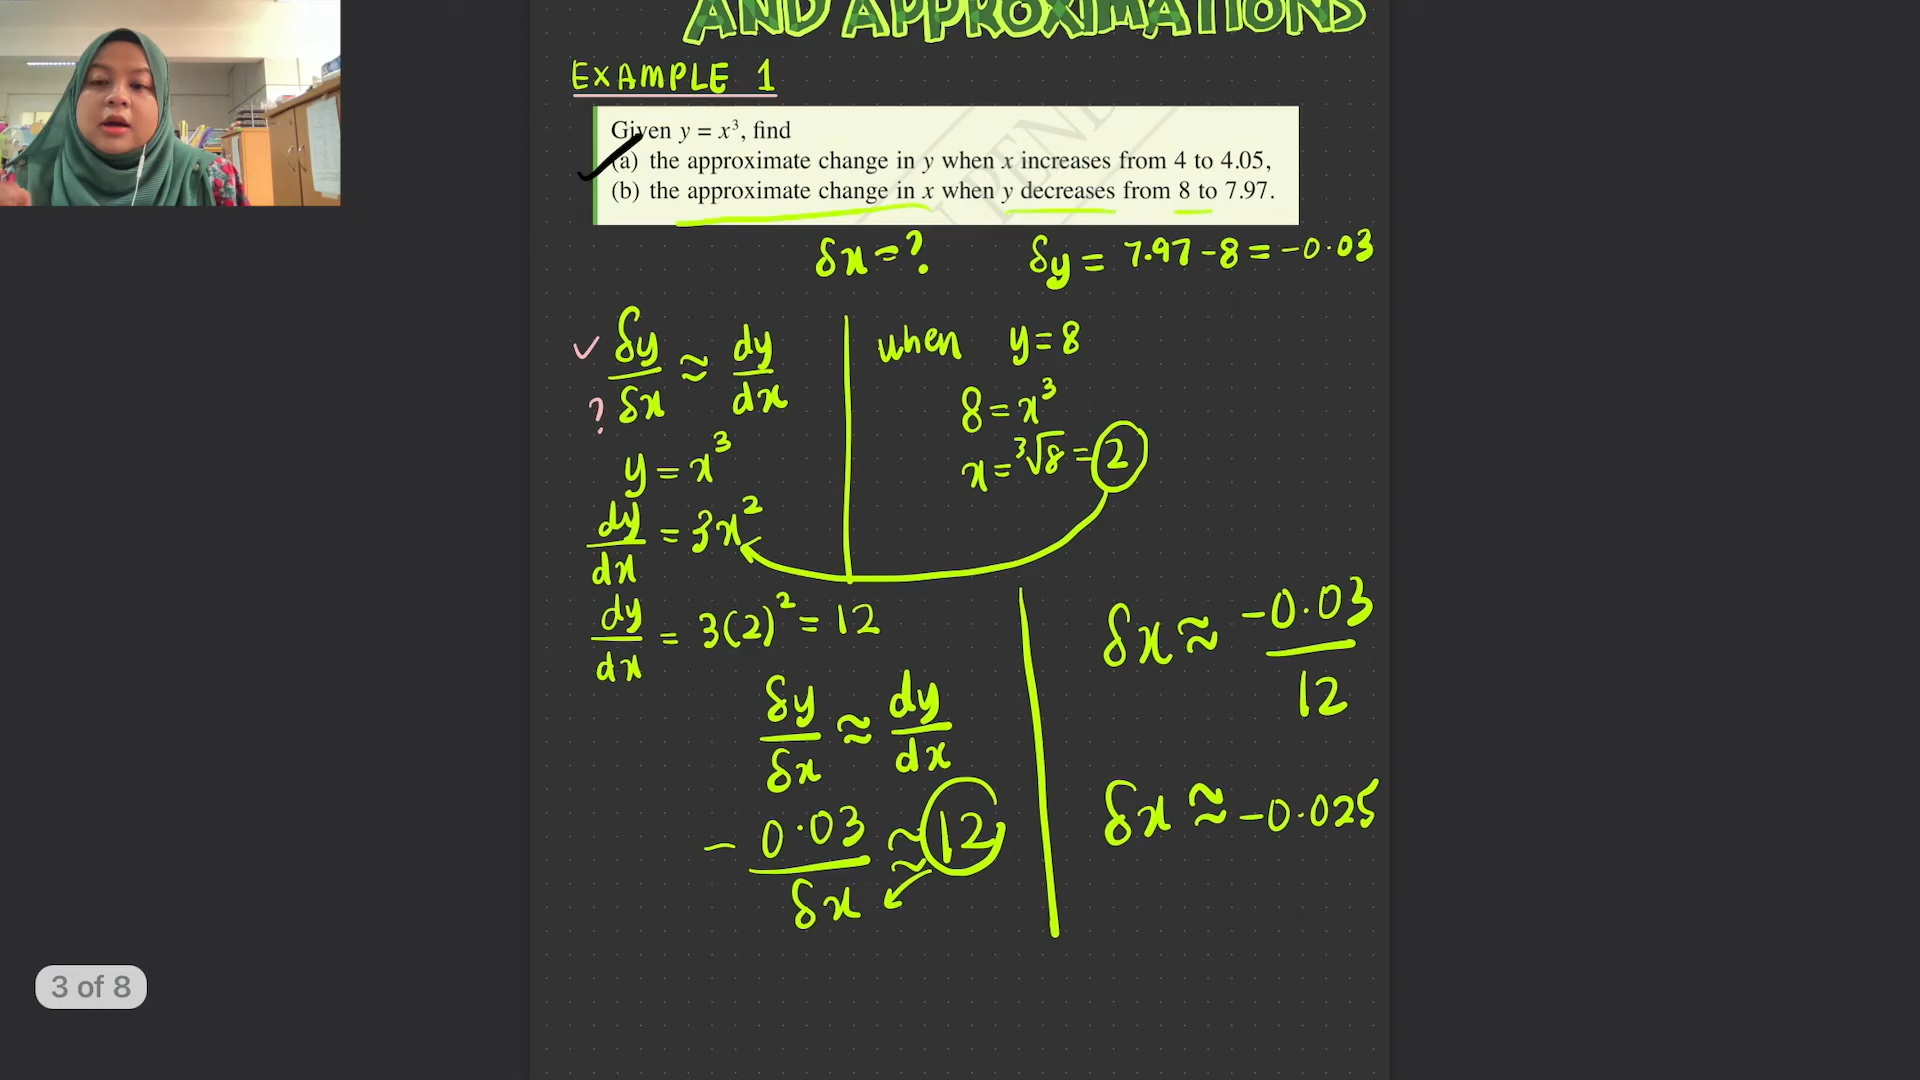 AND APPROXIMATIONS
EXAMPLE 1
Given y = x³, find
(a) the approximate change in y when x increases from 4 to 4.05,
(b) the approximate change in x when y decreases from 8 to 7.97.
δx = ?
δy = 7.97 - 8 = -0.03
✓ δy/δx ≈ dy/dx
?
y = x³
dy/dx = 3x²
when y = 8
8 = x³
x = ³√8 = 2
dy/dx = 3(2)² = 12
δy/δx ≈ dy/dx
-0.03/δx ≈ 12
δx ≈ -0.03/12
δx ≈ -0.025
3 of 8